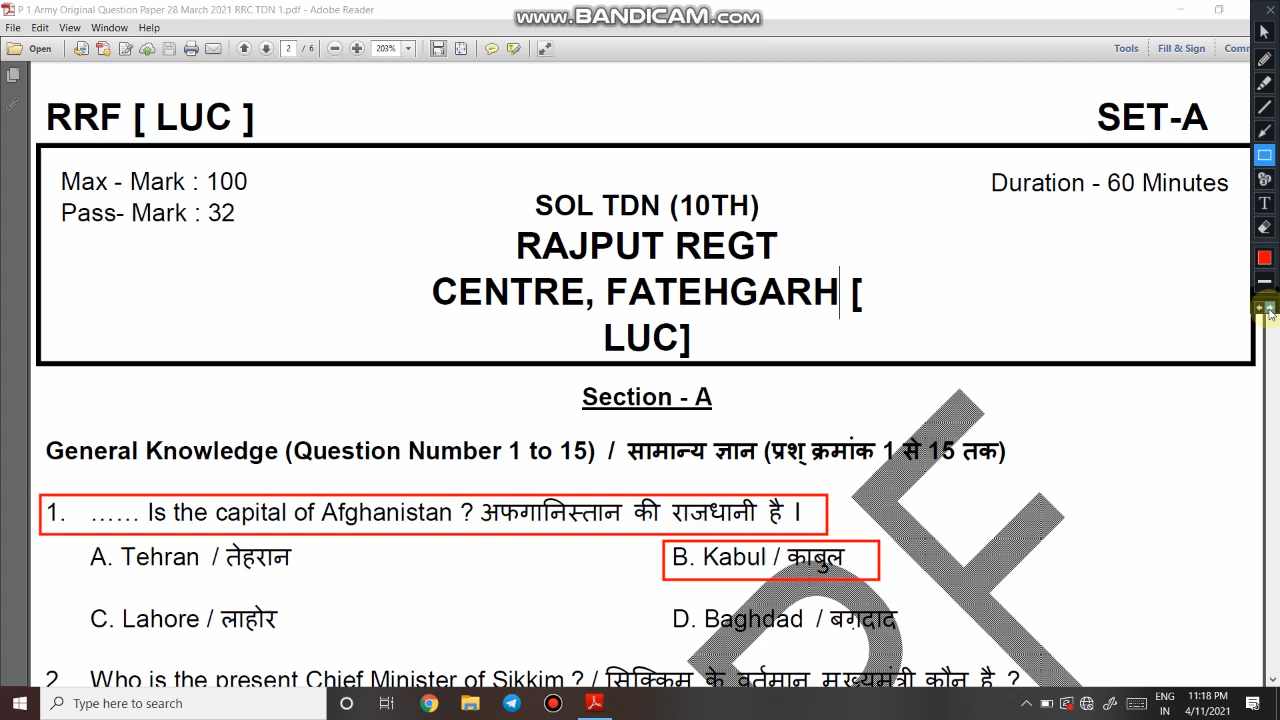 P 1 Army Original Question Paper 28 March 2021 RRC TDN 1.pdf - Adobe Reader
www.BANDICAM.com
File Edit View Window Help
Open 2 / 6 203% Tools Fill & Sign Comm
RRF [ LUC ] SET-A
Max - Mark : 100 Duration - 60 Minutes
Pass- Mark : 32
SOL TDN (10TH)
RAJPUT REGT
CENTRE, FATEHGARH [
LUC]
Section - A
General Knowledge (Question Number 1 to 15) / सामान्य ज्ञान (प्रश् क्रमांक 1 से 15 तक)
1. …… Is the capital of Afghanistan ? अफगानिस्तान की राजधानी है I
A. Tehran / तेहरान B. Kabul / काबुल
C. Lahore / लाहोर D. Baghdad / बग़दाद
2. Who is the present Chief Minister of Sikkim ? / सिक्किम के वर्तमान मुख्यमंत्री कौन है ?
PF
Type here to search
ENG 11:18 PM
IN 4/11/2021